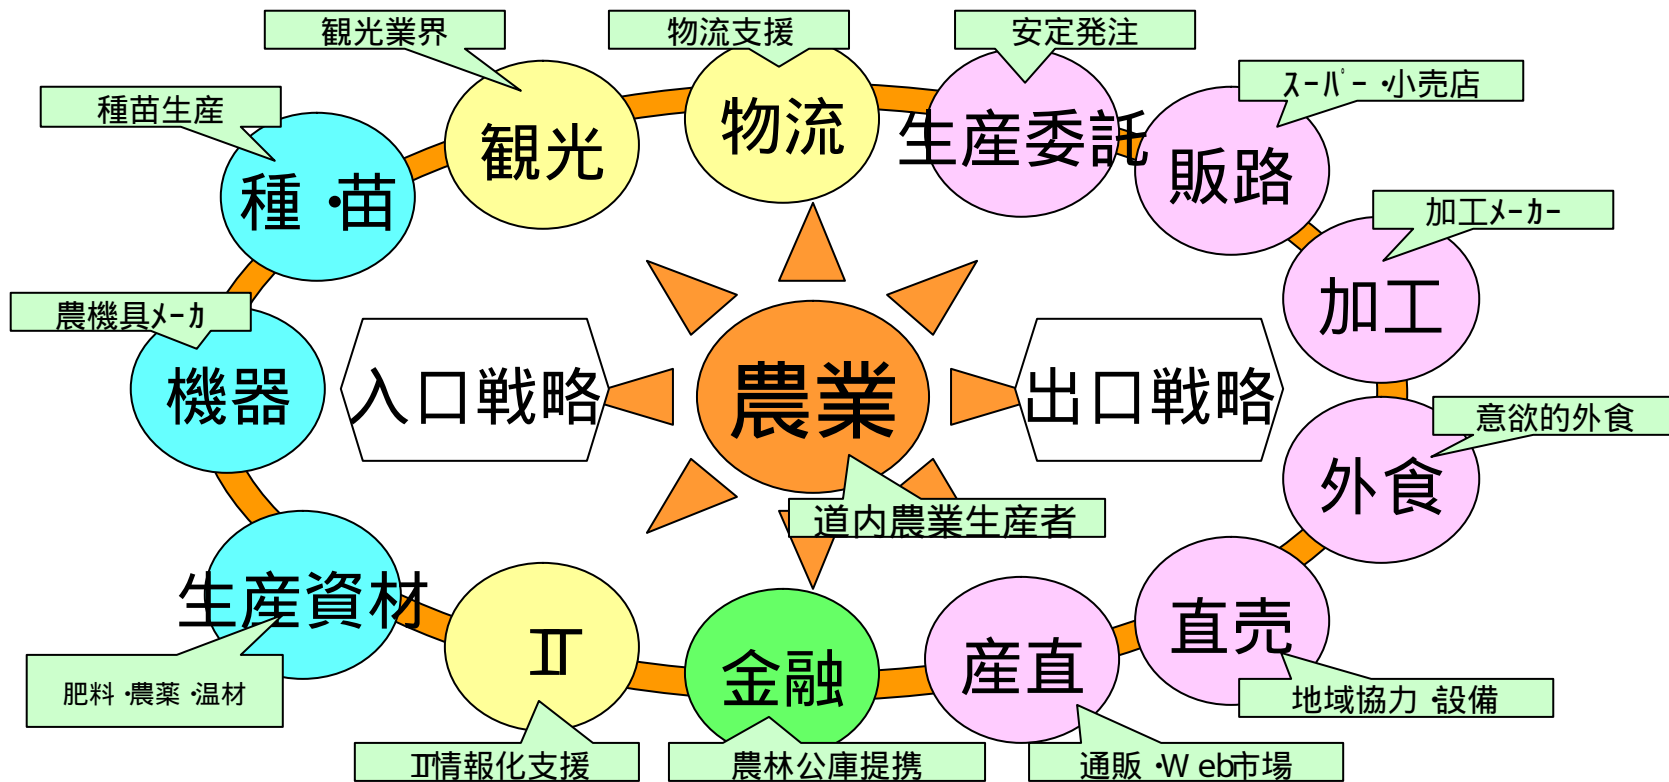 観光業界
物流支援
安定発注
スーパー・小売店
種苗生産
観光
物流
生産委託
販路
種・苗
加工メーカー
加工
農機具メーカ
機器
入口戦略
農業
出口戦略
意欲的外食
外食
道内農業生産者
生産資材
IT
金融
産直
直売
肥料・農薬・温材
地域協力・設備
IT情報化支援
農林公庫提携
通販・Web市場